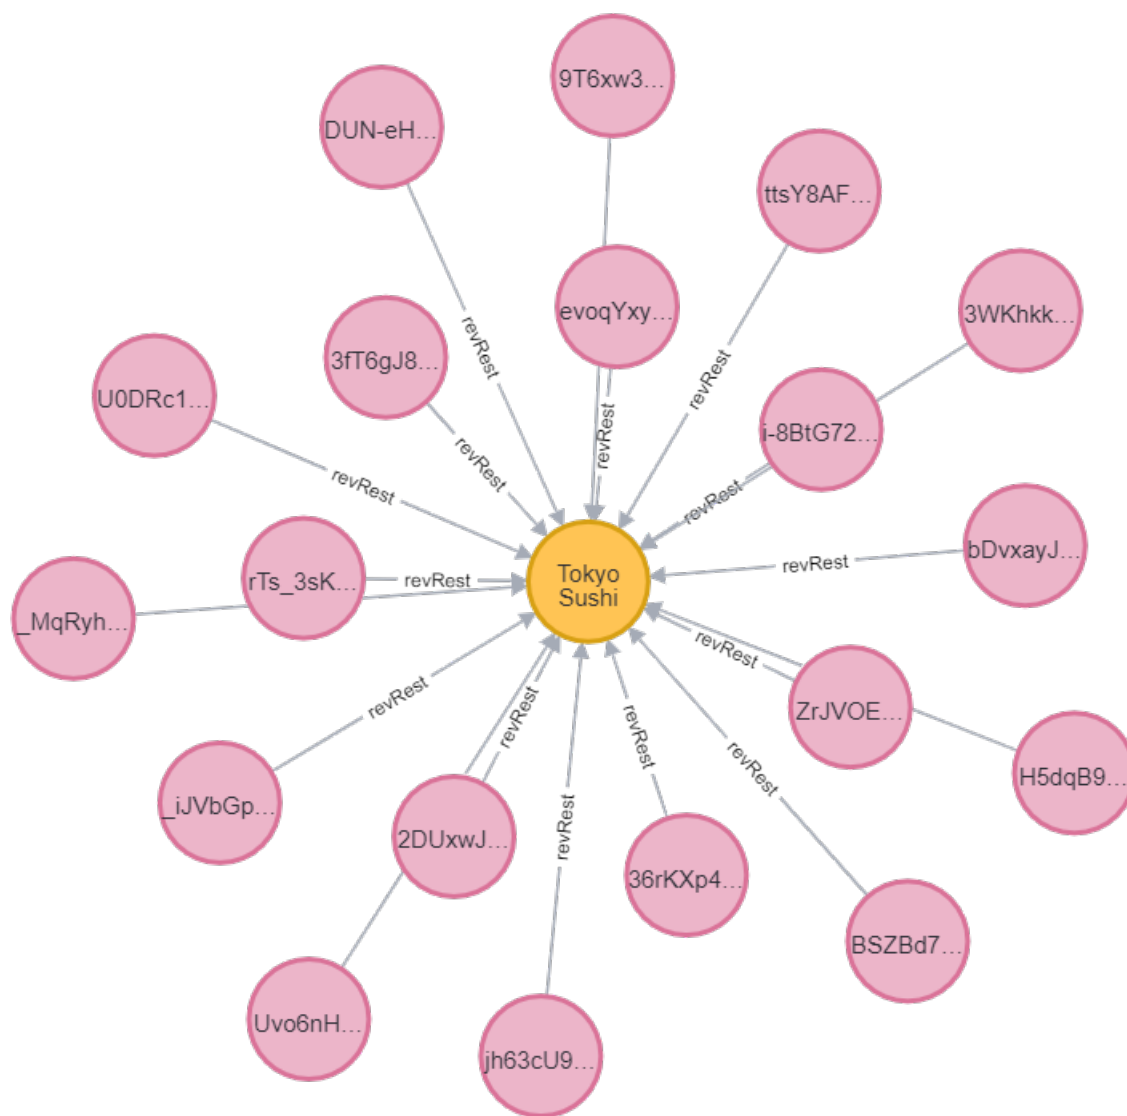 9T6xw3...
DUN-eH...
ttsY8AF...
evoqYxy...
3WKhkk...
3fT6gJ8...
revRest
revRest
U0DRc1...
revRest
i-8BtG72...
revRest
revRest
revRest
revRest
bDvxayJ...
revRest
Tokyo
Sushi
rTs_3sK...
revRest
_MqRyh...
revRest
revRest
ZrJVOE...
revRest
revRest
revRest
H5dqB9...
_iJVbGp...
2DUxwJ...
revRest
36rKXp4...
BSZBd7...
Uvo6nH...
jh63cU9...